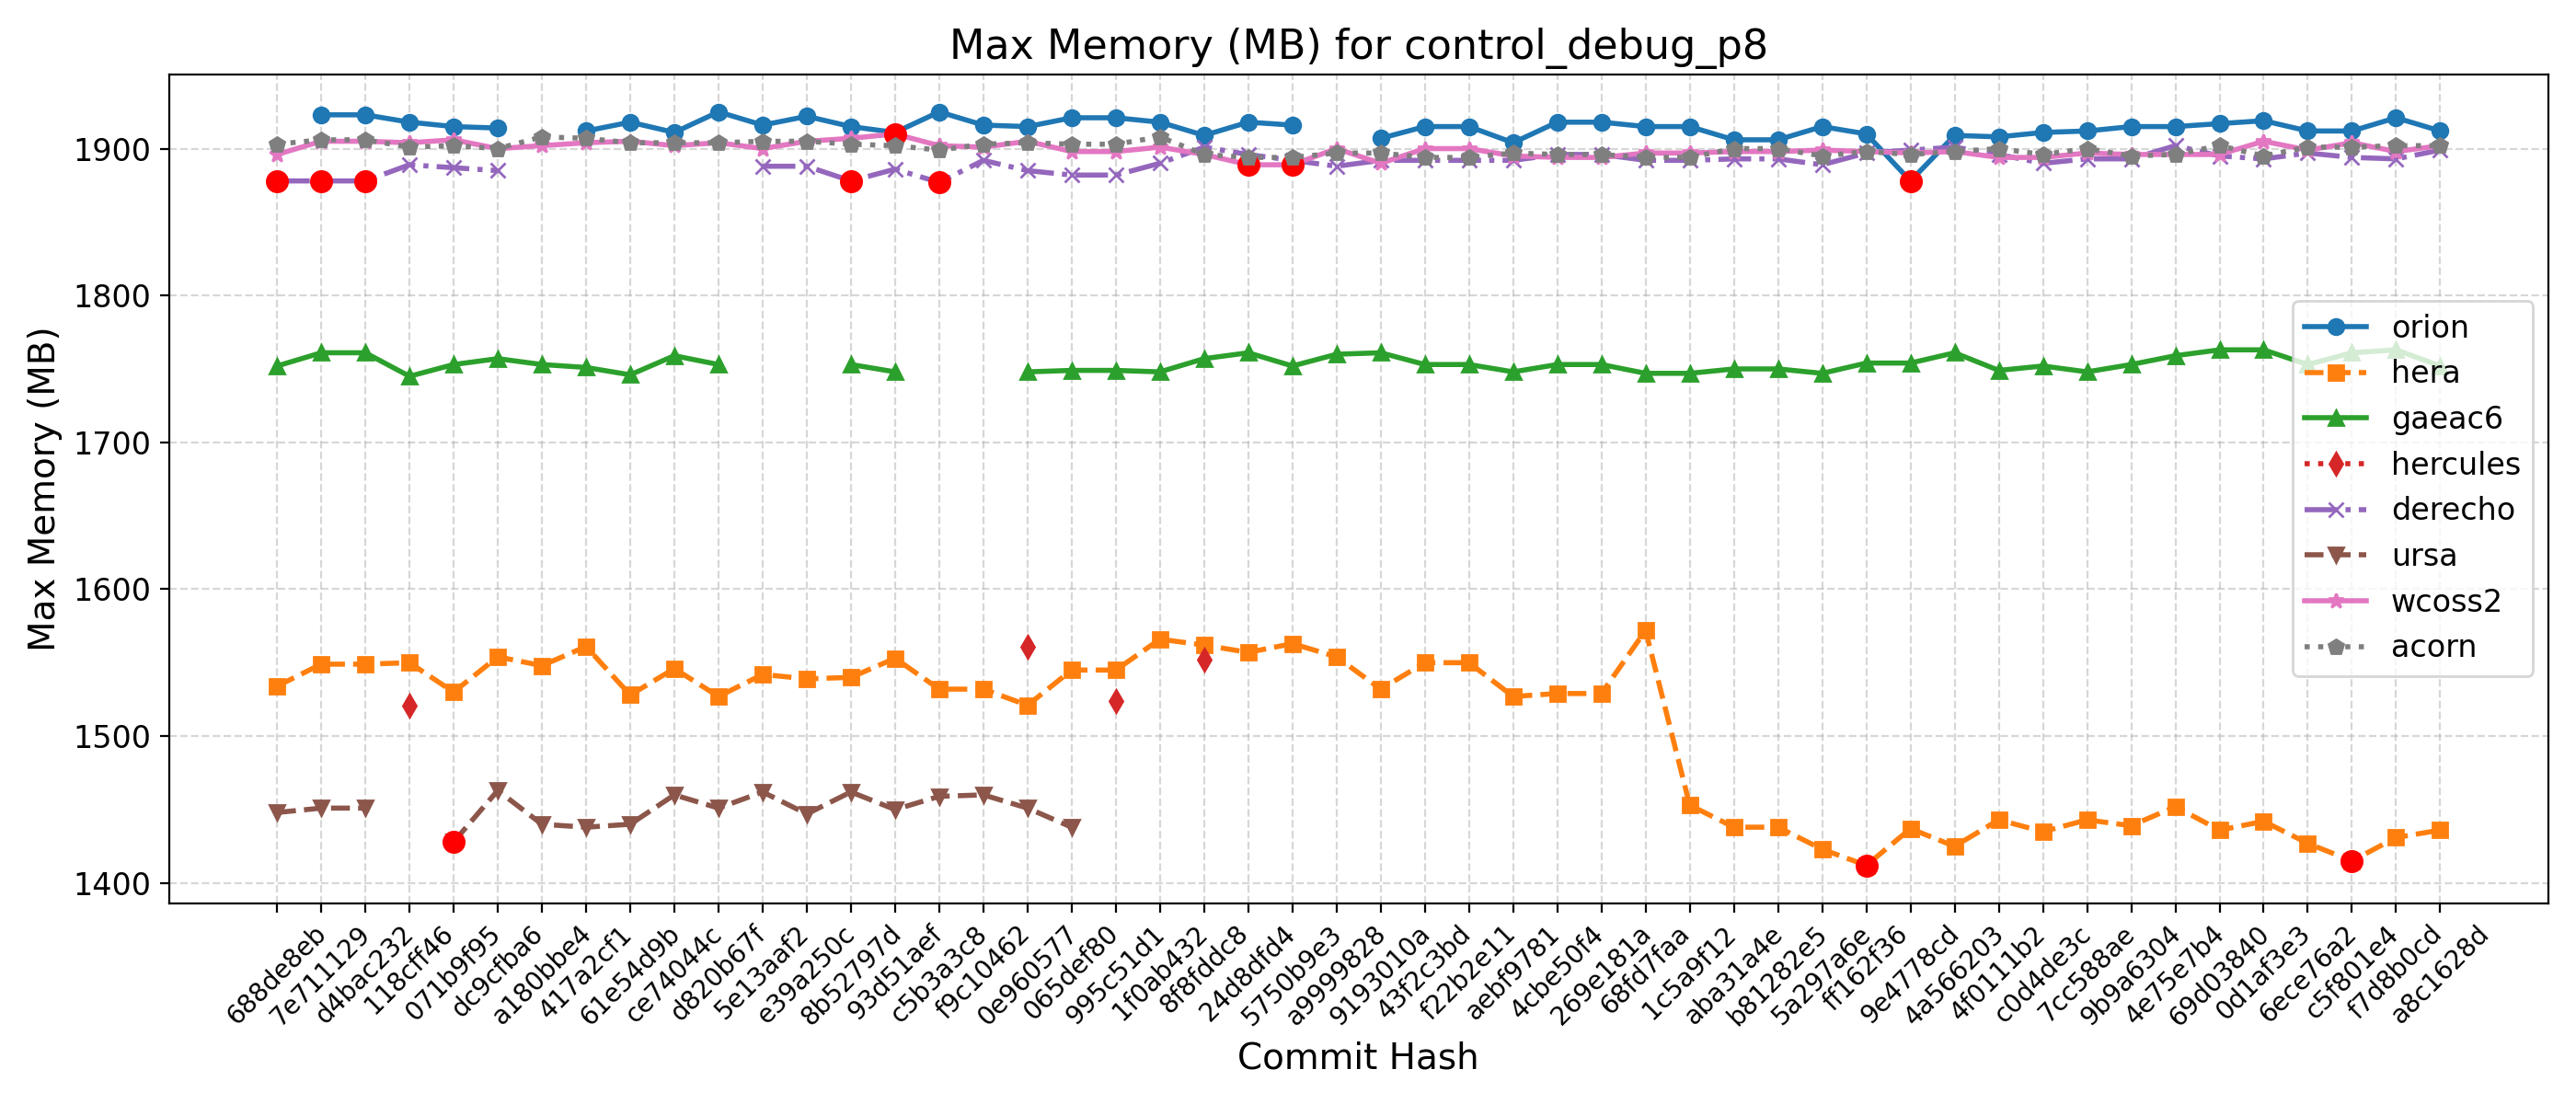 Max Memory (MB) for control_debug_p8
Max Memory (MB)
1900
1800
1700
1600
1500
1400
orion
hera
gaeac6
hercules
derecho
ursa
wcoss2
acorn
688de8eb
7e711129
d4bac232
118cff46
071b9f95
dc9cfba6
a180bbe4
417a2cf1
61e54d9b
ce74044c
d820b67f
5e13aaf2
e39a250c
8b52797d
93d51aef
c5b3a3c8
f9c10462
0e960577
065def80
995c51d1
1f0ab432
8f8fddc8
24d8dfd4
5750b9e3
a9999828
9193010a
43f2c3bd
f22b2e11
aebf9781
4cbe50f4
269e181a
68fd7faa
1c5a9f12
aba31a4e
b81282e5
5a297a6e
ff162f36
9e4778cd
4a566203
4f0111b2
c0d4de3c
7cc588ae
9b9a6304
4e75e7b4
69d03840
0d1af3e3
6ece76a2
c5f801e4
f7d8b0cd
a8c1628d
Commit Hash